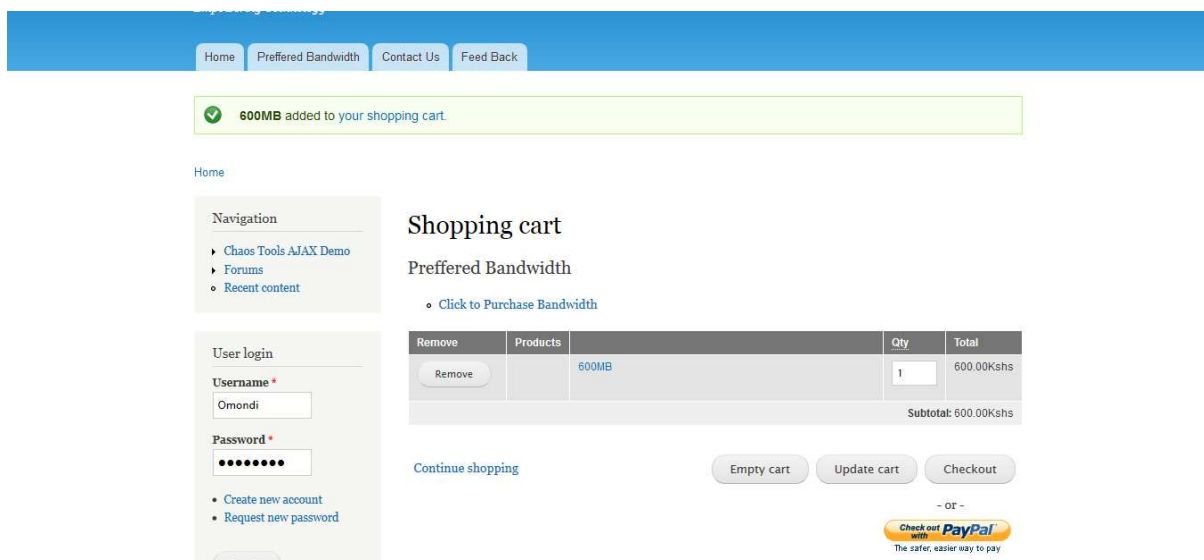 Home Preffered Bandwidth Contact Us Feed Back
600MB added to your shopping cart.
Home
Navigation
Chaos Tools AJAX Demo
Forums
Recent content
User login
Username *
Omondi
Password *
●●●●●●●●
Create new account
Request new password
Shopping cart
Preffered Bandwidth
Click to Purchase Bandwidth
Remove Products Qty Total
Remove 600MB 1 600.00Kshs
Subtotal: 600.00Kshs
Continue shopping Empty cart Update cart Checkout
- or -
Check out with PayPal
The safer, easier way to pay